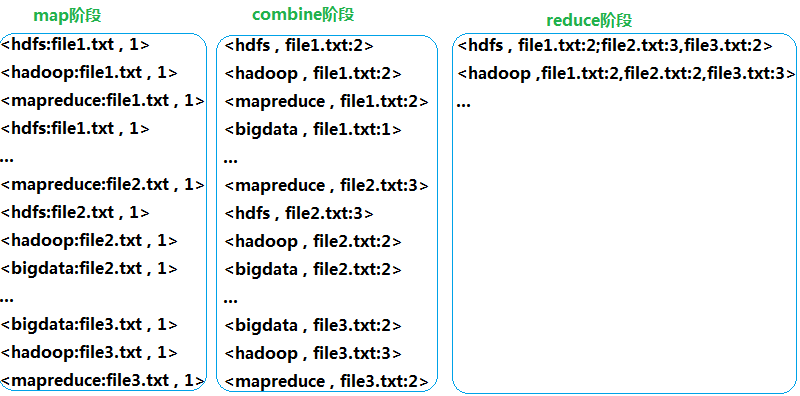 map阶段
<hdfs:file1.txt , 1>
<hadoop:file1.txt , 1>
<mapreduce:file1.txt , 1>
<hdfs:file1.txt , 1>
...
<mapreduce:file2.txt , 1>
<hdfs:file2.txt , 1>
<hadoop:file2.txt , 1>
<bigdata:file2.txt , 1>
...
<bigdata:file3.txt , 1>
<hadoop:file3.txt , 1>
<mapreduce:file3.txt , 1>
combine阶段
<hdfs , file1.txt:2>
<hadoop , file1.txt:2>
<mapreduce , file1.txt:2>
<bigdata , file1.txt:1>
...
<mapreduce , file2.txt:3>
<hdfs , file2.txt:3>
<hadoop , file2.txt:2>
<bigdata , file2.txt:2>
...
<bigdata , file3.txt:2>
<hadoop , file3.txt:3>
<mapreduce , file3.txt:2>
reduce阶段
<hdfs , file1.txt:2;file2.txt:3,file3.txt:2>
<hadoop ,file1.txt:2,file2.txt:2,file3.txt:3>
...